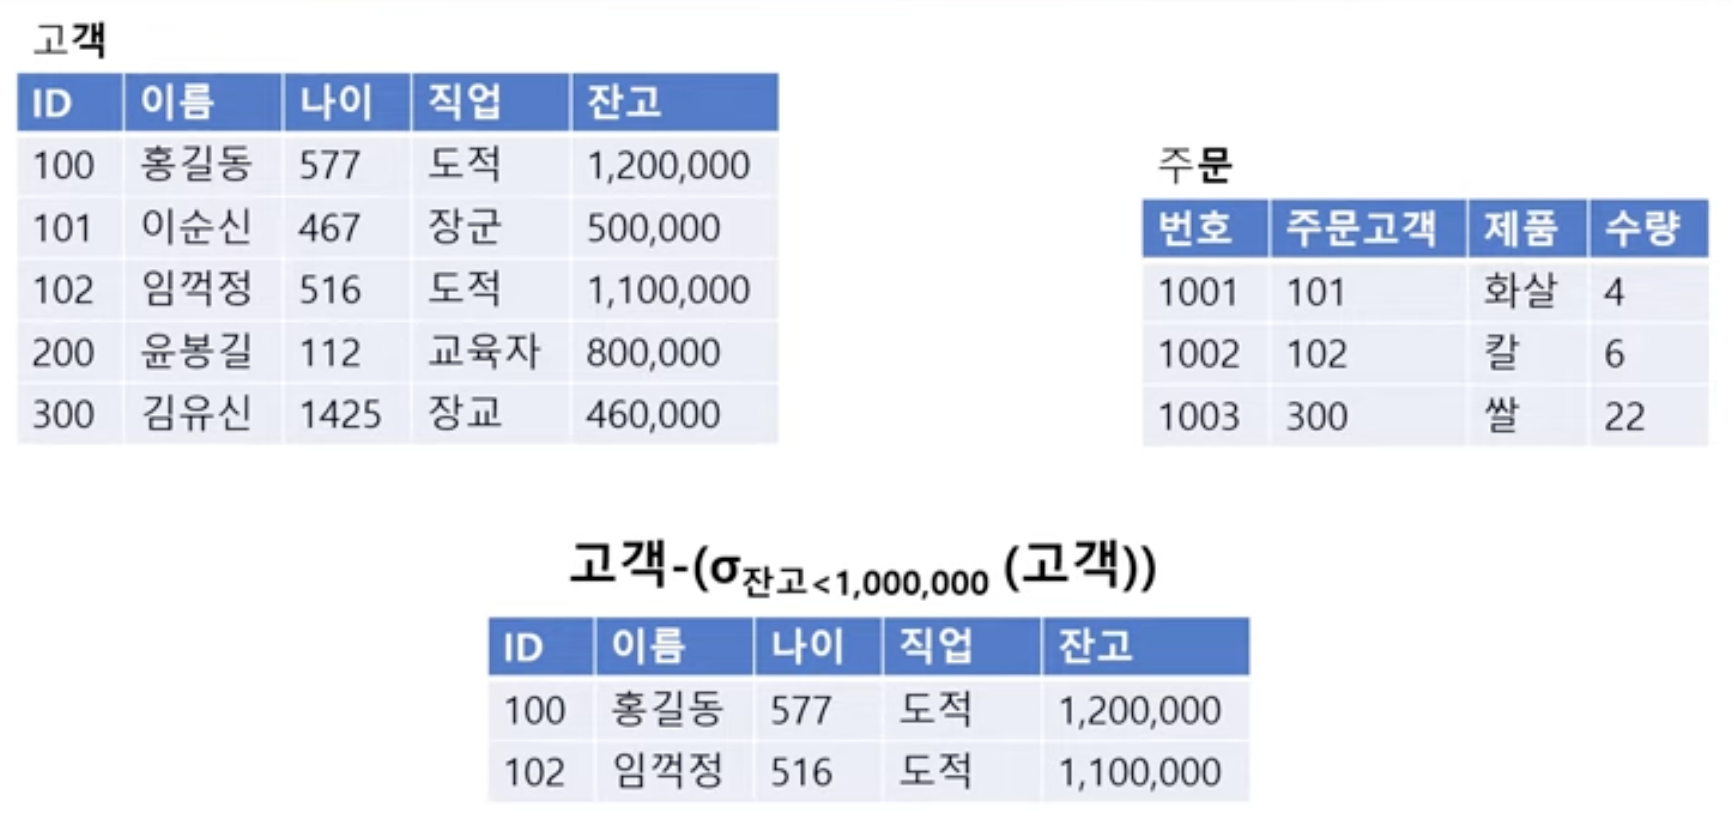 고객
ID 이름 나이 직업 잔고
100 홍길동 577 도적 1,200,000
101 이순신 467 장군 500,000
102 임꺽정 516 도적 1,100,000
200 윤봉길 112 교육자 800,000
300 김유신 1425 장교 460,000
주문
번호 주문고객 제품 수량
1001 101 화살 4
1002 102 칼 6
1003 300 쌀 22
고객-(σ잔고<1,000,000 (고객))
ID 이름 나이 직업 잔고
100 홍길동 577 도적 1,200,000
102 임꺽정 516 도적 1,100,000